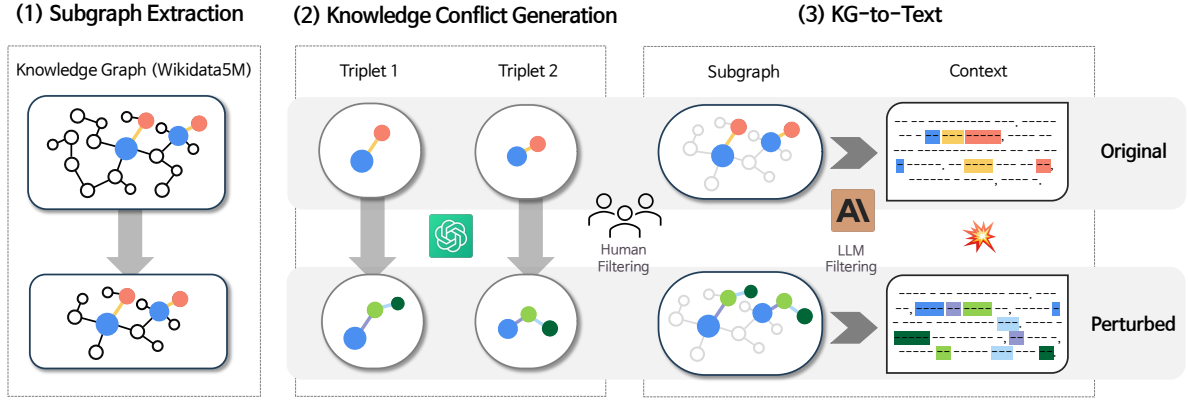 (1) Subgraph Extraction
(2) Knowledge Conflict Generation
(3) KG-to-Text
Knowledge Graph (Wikidata5M)
Triplet 1
Triplet 2
Subgraph
Context
Original
Human
Filtering
LLM
Filtering
Perturbed